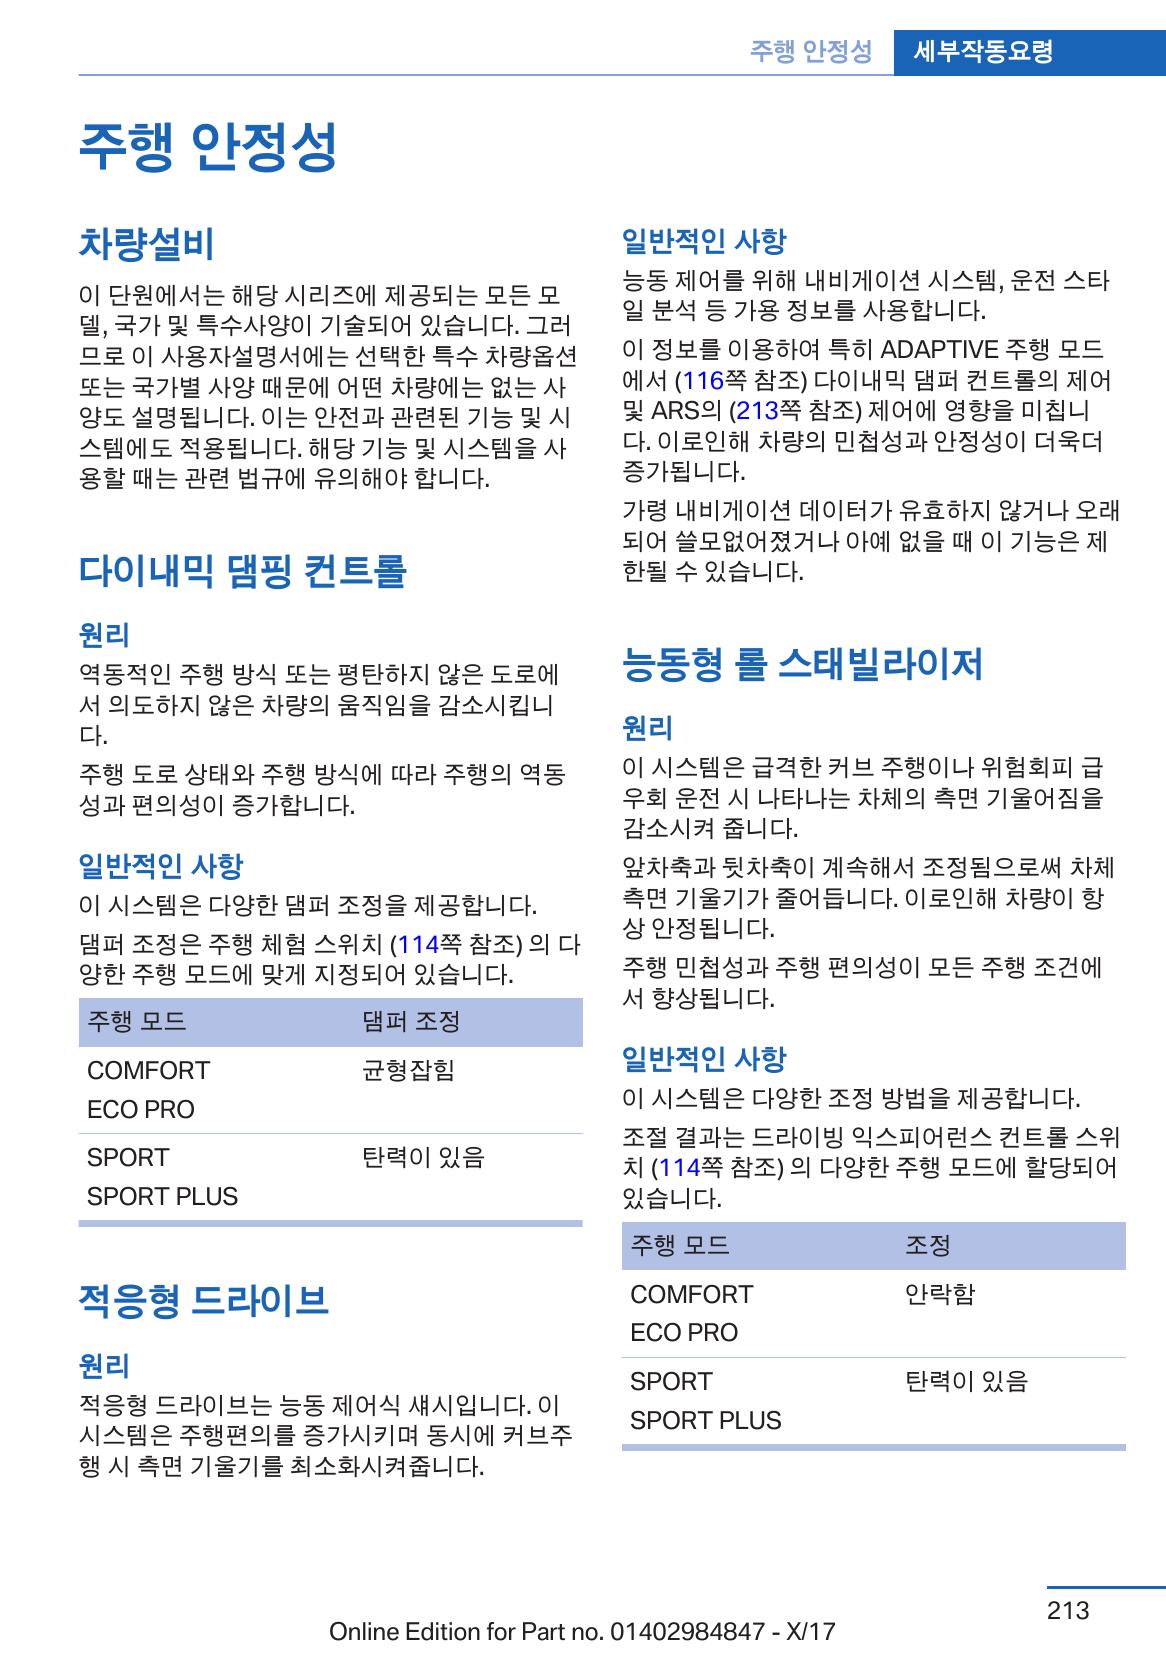 주행 안정성
세부작동요령
주행 안정성
차량설비
이 단원에서는 해당 시리즈에 제공되는 모든 모
델, 국가 및 특수사양이 기술되어 있습니다. 그러
므로 이 사용자설명서에는 선택한 특수 차량옵션
또는 국가별 사양 때문에 어떤 차량에는 없는 사
양도 설명됩니다. 이는 안전과 관련된 기능 및 시
스템에도 적용됩니다. 해당 기능 및 시스템을 사
용할 때는 관련 법규에 유의해야 합니다.
다이내믹 댐핑 컨트롤
원리
역동적인 주행 방식 또는 평탄하지 않은 도로에
서 의도하지 않은 차량의 움직임을 감소시킵니
다.
주행 도로 상태와 주행 방식에 따라 주행의 역동
성과 편의성이 증가합니다.
일반적인 사항
이 시스템은 다양한 댐퍼 조정을 제공합니다.
댐퍼 조정은 주행 체험 스위치 (114쪽 참조) 의 다
양한 주행 모드에 맞게 지정되어 있습니다.
주행 모드 댐퍼 조정
COMFORT 균형잡힘
ECO PRO
SPORT 탄력이 있음
SPORT PLUS
적응형 드라이브
원리
적응형 드라이브는 능동 제어식 섀시입니다. 이
시스템은 주행편의를 증가시키며 동시에 커브주
행 시 측면 기울기를 최소화시켜줍니다.
일반적인 사항
능동 제어를 위해 내비게이션 시스템, 운전 스타
일 분석 등 가용 정보를 사용합니다.
이 정보를 이용하여 특히 ADAPTIVE 주행 모드
에서 (116쪽 참조) 다이내믹 댐퍼 컨트롤의 제어
및 ARS의 (213쪽 참조) 제어에 영향을 미칩니
다. 이로인해 차량의 민첩성과 안정성이 더욱더
증가됩니다.
가령 내비게이션 데이터가 유효하지 않거나 오래
되어 쓸모없어졌거나 아예 없을 때 이 기능은 제
한될 수 있습니다.
능동형 롤 스태빌라이저
원리
이 시스템은 급격한 커브 주행이나 위험회피 급
우회 운전 시 나타나는 차체의 측면 기울어짐을
감소시켜 줍니다.
앞차축과 뒷차축이 계속해서 조정됨으로써 차체
측면 기울기가 줄어듭니다. 이로인해 차량이 항
상 안정됩니다.
주행 민첩성과 주행 편의성이 모든 주행 조건에
서 향상됩니다.
일반적인 사항
이 시스템은 다양한 조정 방법을 제공합니다.
조절 결과는 드라이빙 익스피어런스 컨트롤 스위
치 (114쪽 참조) 의 다양한 주행 모드에 할당되어
있습니다.
주행 모드 조정
COMFORT 안락함
ECO PRO
SPORT 탄력이 있음
SPORT PLUS
213
Online Edition for Part no. 01402984847 - X/17